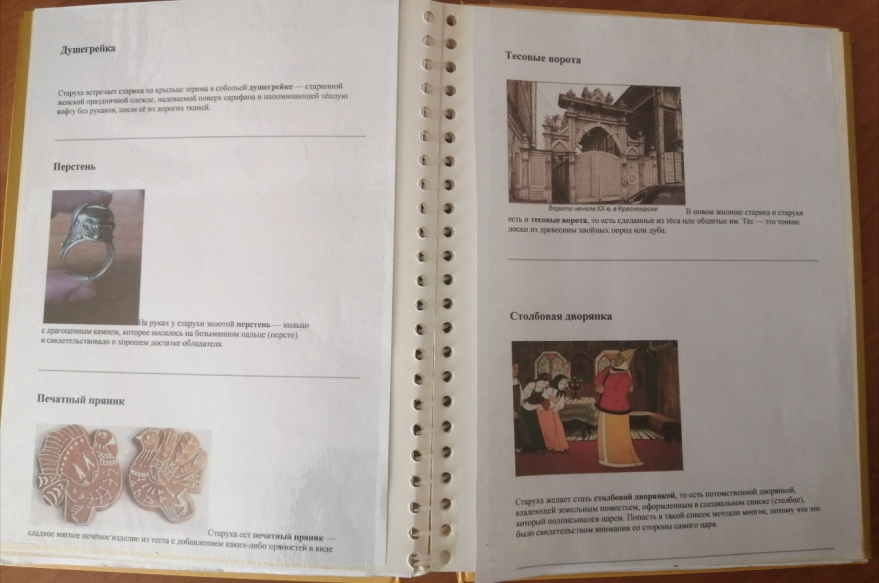 Душегрейка
Старуха встречает старика на крыльце терема в собольей душегрейке — старинной
женской праздничной одежде, надеваемой поверх сарафана и напоминающей тёплую
кофту без рукавов, шили её из дорогих тканей.
Перстень
На руках у старухи золотой перстень — кольцо
с драгоценным камнем, которое носилось на безымянном пальце (персте)
и свидетельствовало о хорошем достатке обладателя.
Печатный пряник
Старуха ест печатный пряник —
сладкое мягкое печёное изделие из теста с добавлением каких-либо пряностей в виде
Тесовые ворота
Ворота начала XX в. в Красноярске
В новом жилище старика и старухи
есть и тесовые ворота, то есть сделанные из тёса или обшитые им. Тёс — это тонкие
доски из древесины хвойных пород или дуба.
Столбовая дворянка
Старуха желает стать столбовой дворянкой, то есть потомственной дворянкой,
владеющей земельным поместьем, оформленным в специальном списке (столбце),
который подписывался царем. Попасть в такой список мечтали многие, потому что это
было свидетельством внимания со стороны самого царя.